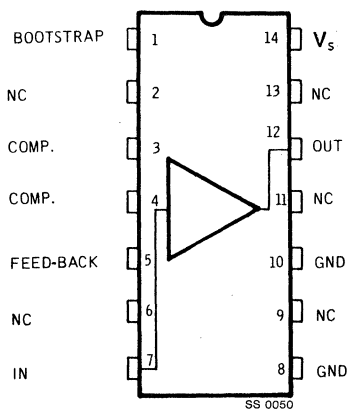 BOOTSTRAP 1 14 Vs
NC 2 13 NC
COMP. 3 12 OUT
COMP. 4 11 NC
FEED-BACK 5 10 GND
NC 6 9 NC
IN 7 8 GND
SS 0050